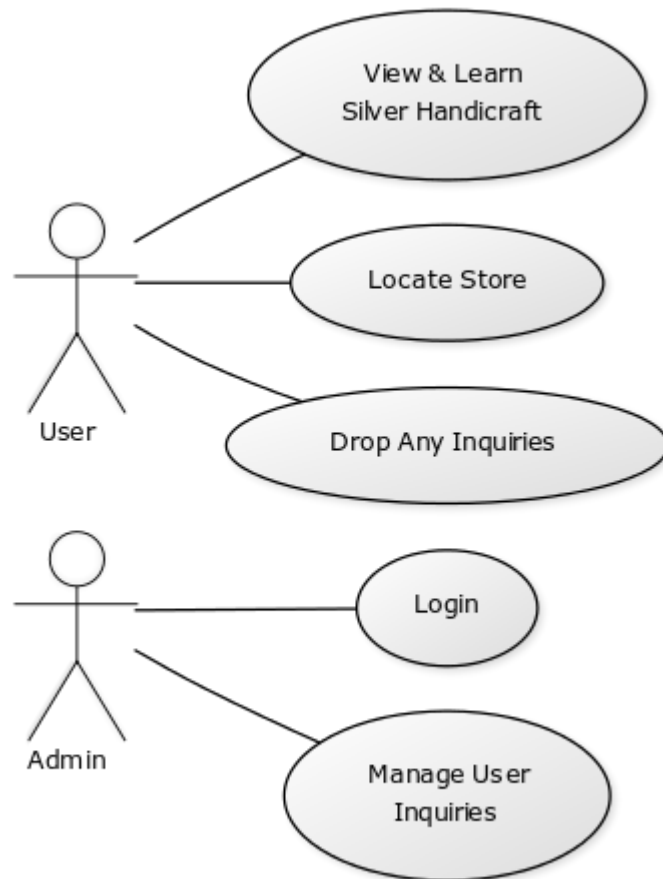 View & Learn
Silver Handicraft
Locate Store
User
Drop Any Inquiries
Login
Admin
Manage User
Inquiries